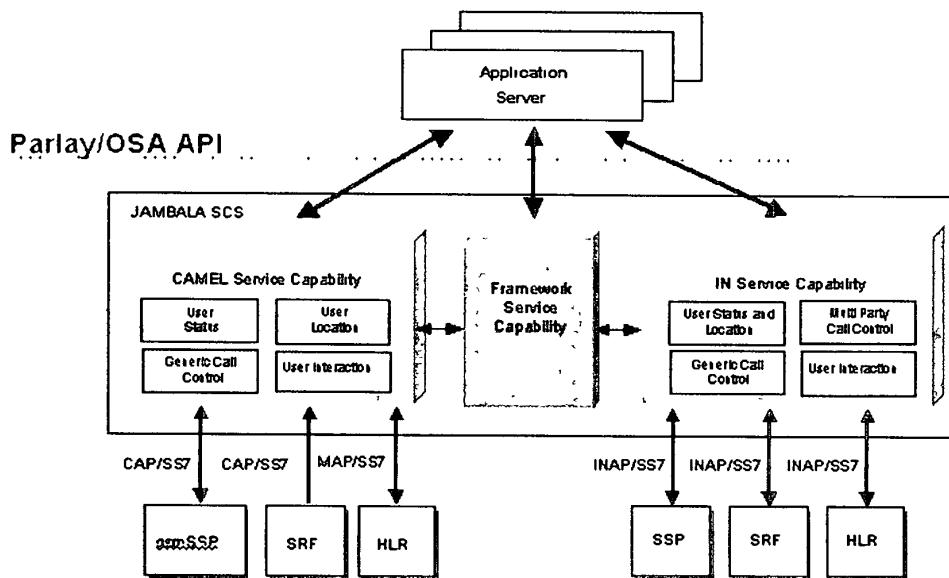 Application
Server
Parlay/OSA API
JAMBALA SCS
CAMEL Service Capability
User
Status
User
Location
Generic Call
Control
User Interaction
Framework
Service
Capability
IN Service Capability
User Status and
Location
Multi Party
Call Control
Generic Call
Control
User Interaction
CAP/SS7
CAP/SS7
MAP/SS7
INAP/SS7
INAP/SS7
INAP/SS7
gsmSSP
SRF
HLR
SSP
SRF
HLR